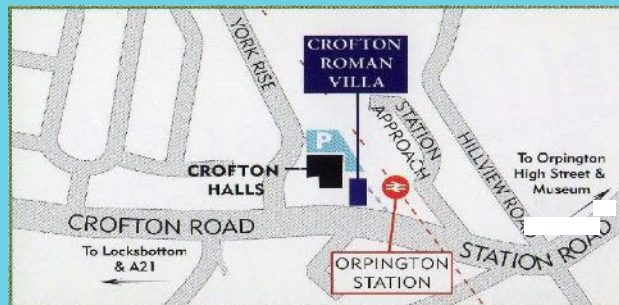 CROFTON
ROMAN
VILLA
YORK RISE
P
STATION
APPROACH
HILLVIEW ROAD
CROFTON
HALLS
To Orpington
High Street &
Museum
CROFTON ROAD
STATION ROAD
To Locksbottom
& A21
ORPINGTON
STATION